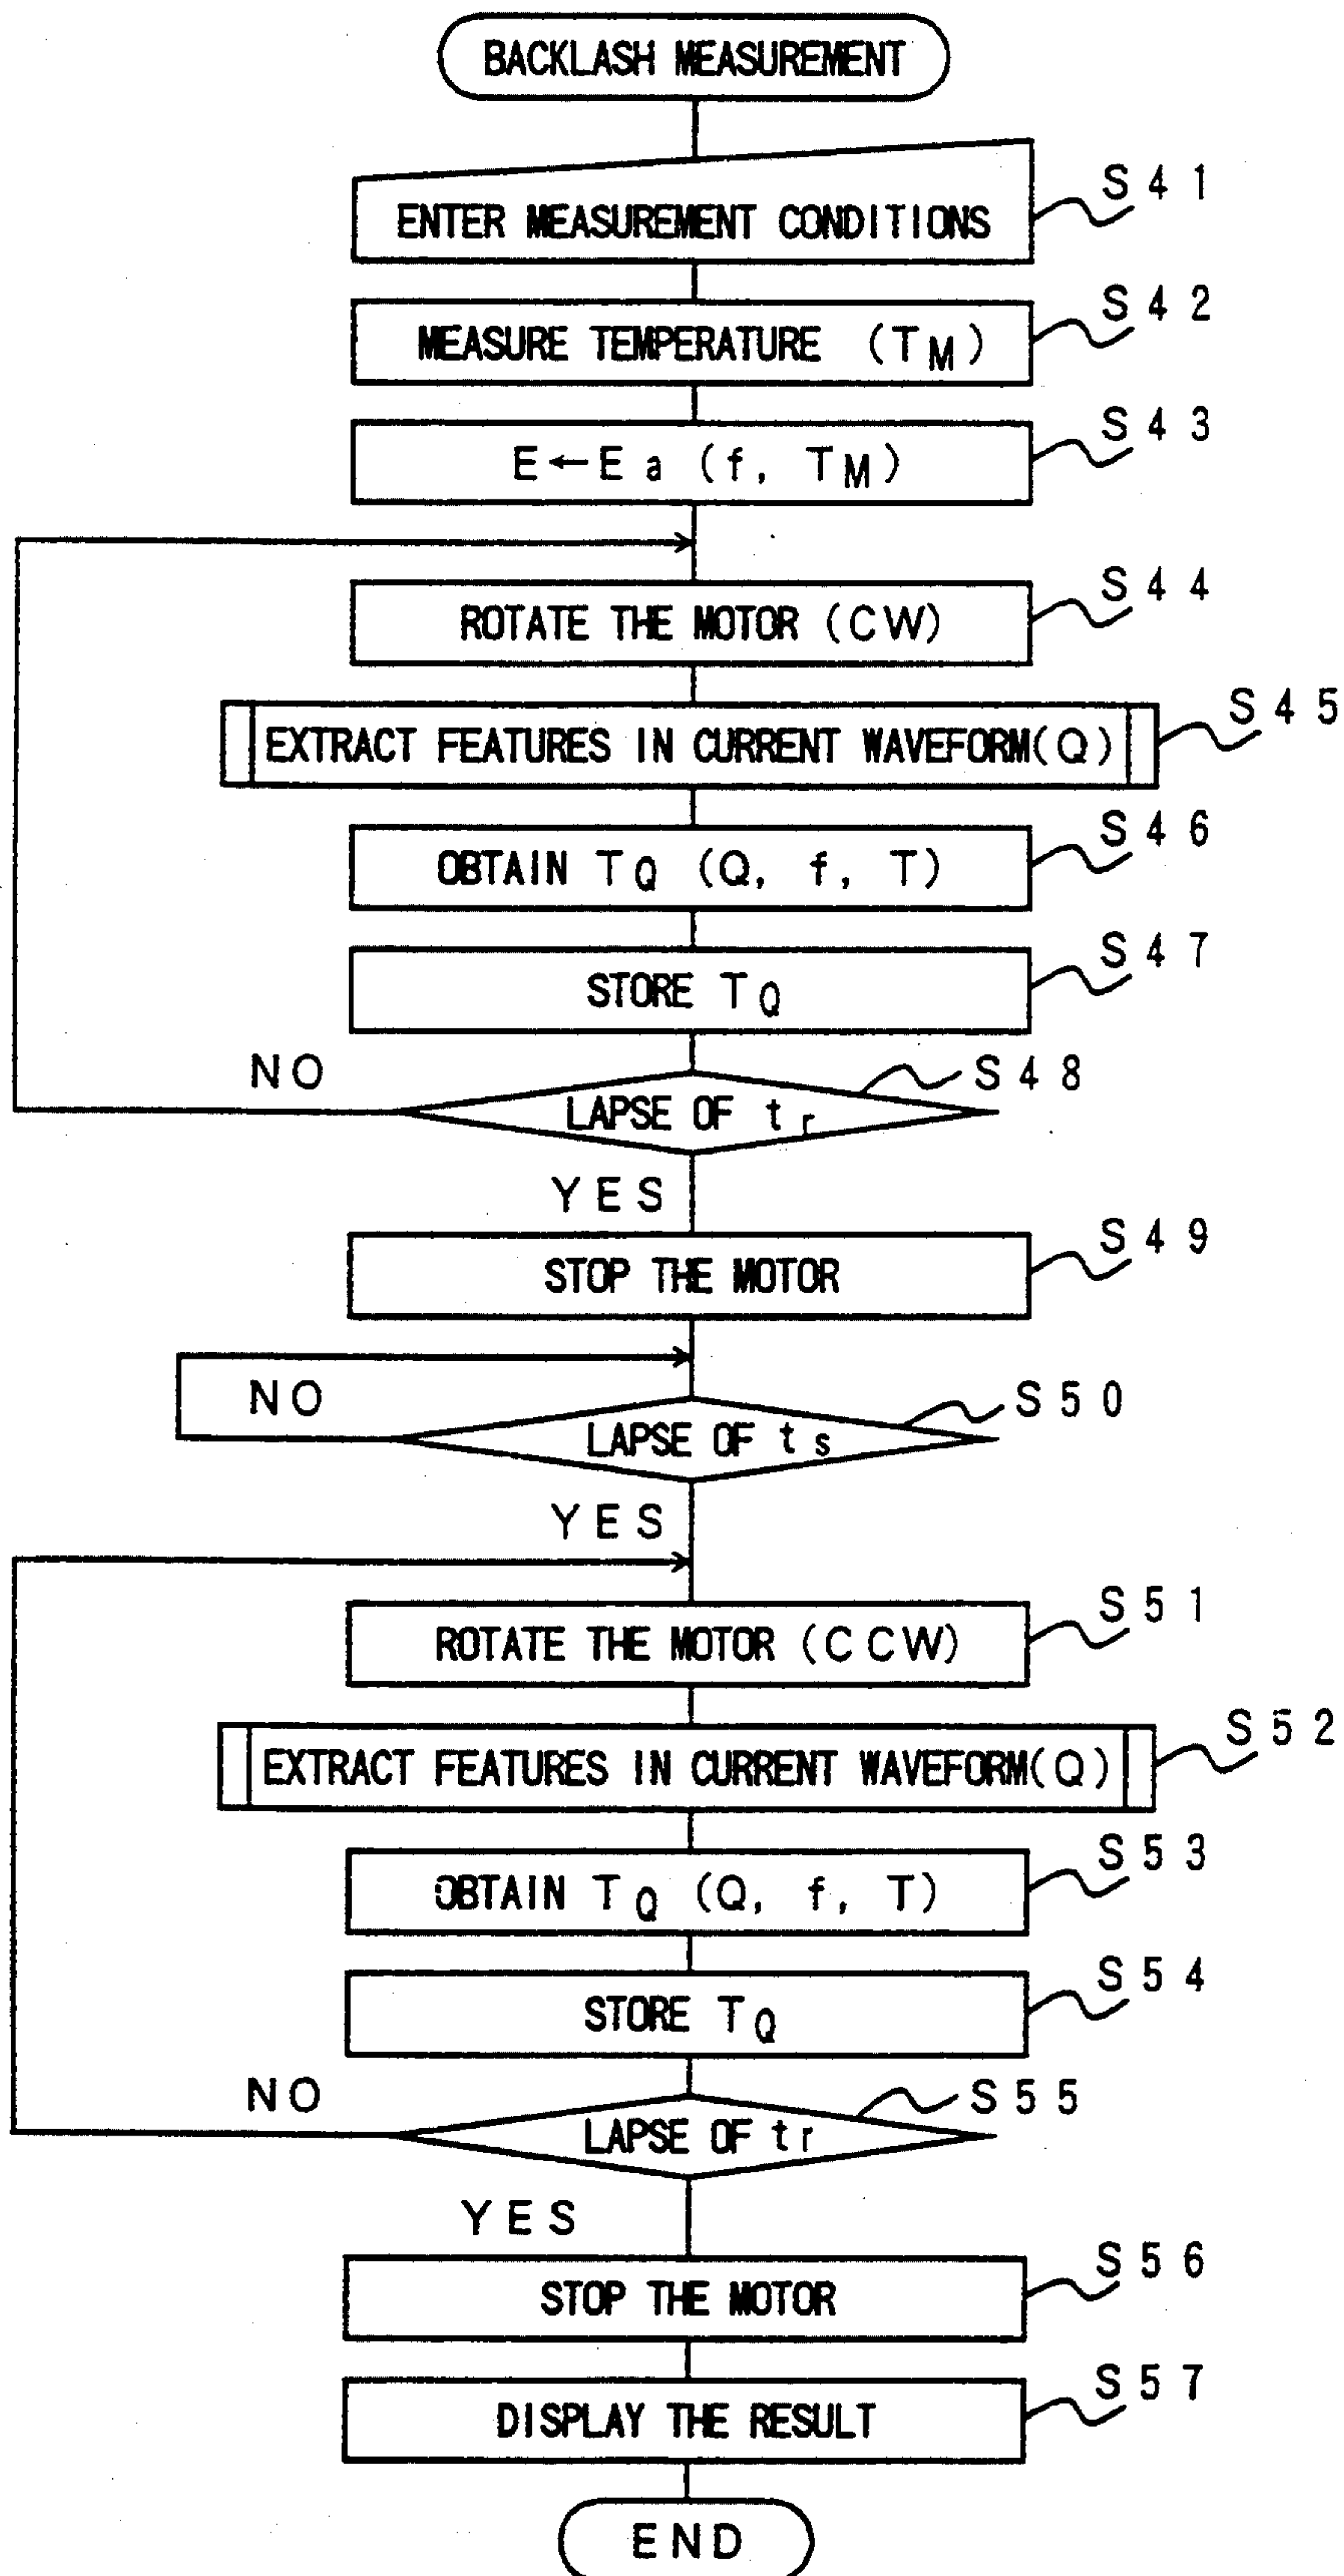 BACKLASH MEASUREMENT
ENTER MEASUREMENT CONDITIONS
S41
MEASURE TEMPERATURE (TM)
S42
E←Ea (f, TM)
S43
ROTATE THE MOTOR (CW)
S44
EXTRACT FEATURES IN CURRENT WAVEFORM(Q)
S45
OBTAIN TQ (Q, f, T)
S46
STORE TQ
S47
NO
LAPSE OF tr
S48
YES
STOP THE MOTOR
S49
NO
LAPSE OF ts
S50
YES
ROTATE THE MOTOR (CCW)
S51
EXTRACT FEATURES IN CURRENT WAVEFORM(Q)
S52
OBTAIN TQ (Q, f, T)
S53
STORE TQ
S54
NO
LAPSE OF tr
S55
YES
STOP THE MOTOR
S56
DISPLAY THE RESULT
S57
END